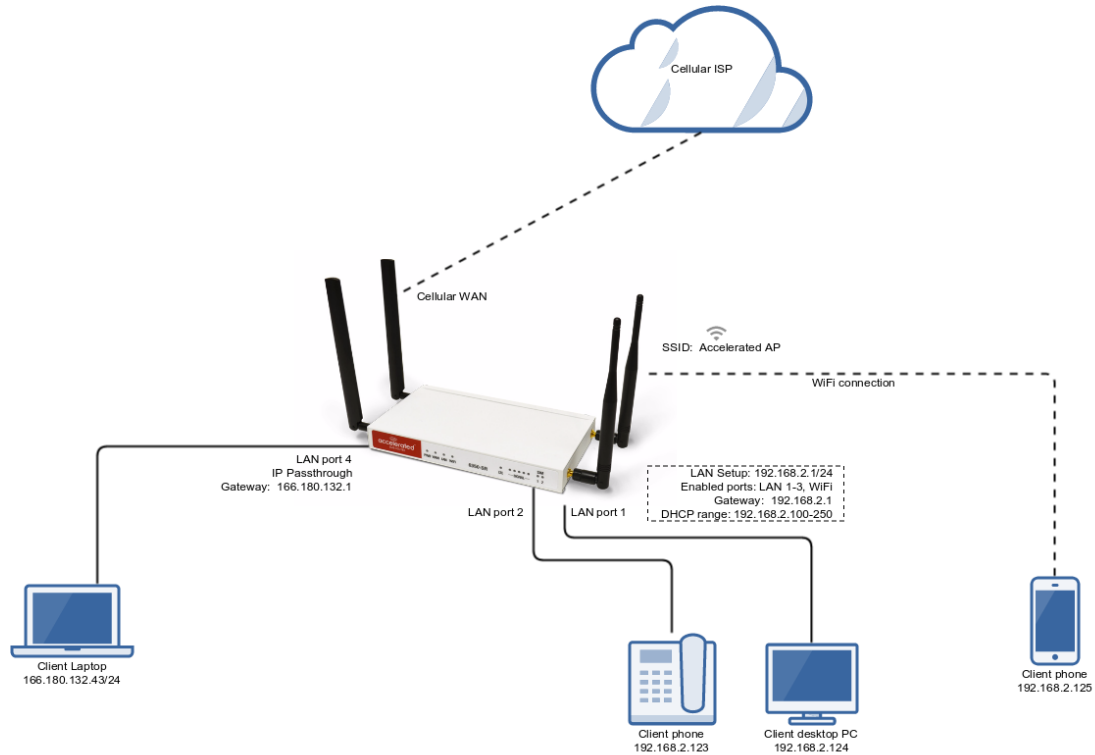 Cellular ISP
Cellular WAN
SSID:  Accelerated AP
WiFi connection
accelerated
LAN port 4
IP Passthrough
Gateway:  166.180.132.1
LAN Setup: 192.168.2.1/24
Enabled ports: LAN 1-3, WiFi
Gateway:  192.168.2.1
DHCP range: 192.168.2.100-250
LAN port 2
LAN port 1
Client Laptop
166.180.132.43/24
Client phone
192.168.2.123
Client desktop PC
192.168.2.124
Client phone
192.168.2.125